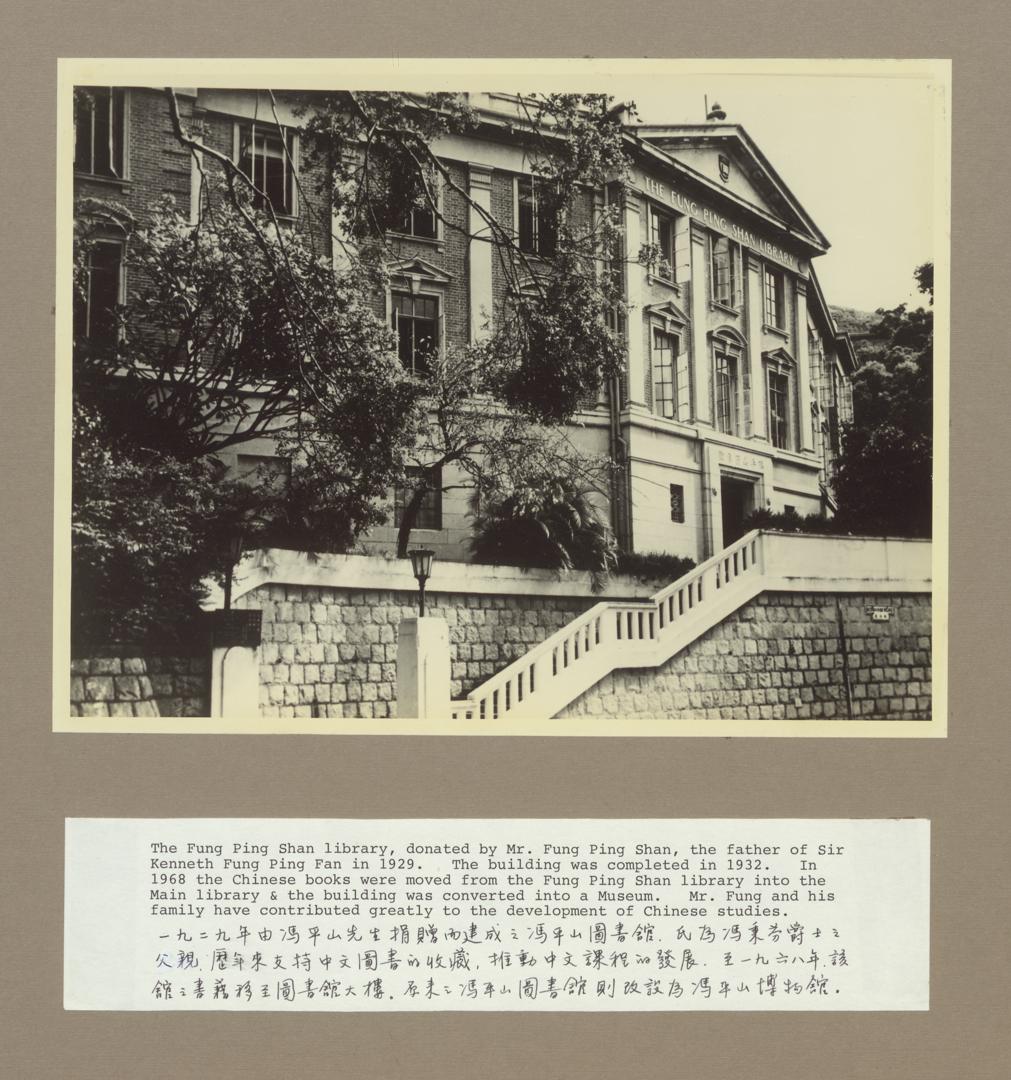 THE FUNG PING SHAN LIBRARY
The Fung Ping Shan library, donated by Mr. Fung Ping Shan, the father of Sir
Kenneth Fung Ping Fan in 1929. The building was completed in 1932. In
1968 the Chinese books were moved from the Fung Ping Shan library into the
Main library & the building was converted into a Museum. Mr. Fung and his
family have contributed greatly to the development of Chinese studies.
一九二九年由馮平山先生捐贈而建成之馮平山圖書舘. 氏為馮秉芬爵士之
父親. 歷年來支持中文圖書的收藏, 推動中文課程的發展. 至一九六八年, 該
舘之書藉移至圖書舘大樓. 原來之馮平山圖書舘則改設為馮平山博物舘.